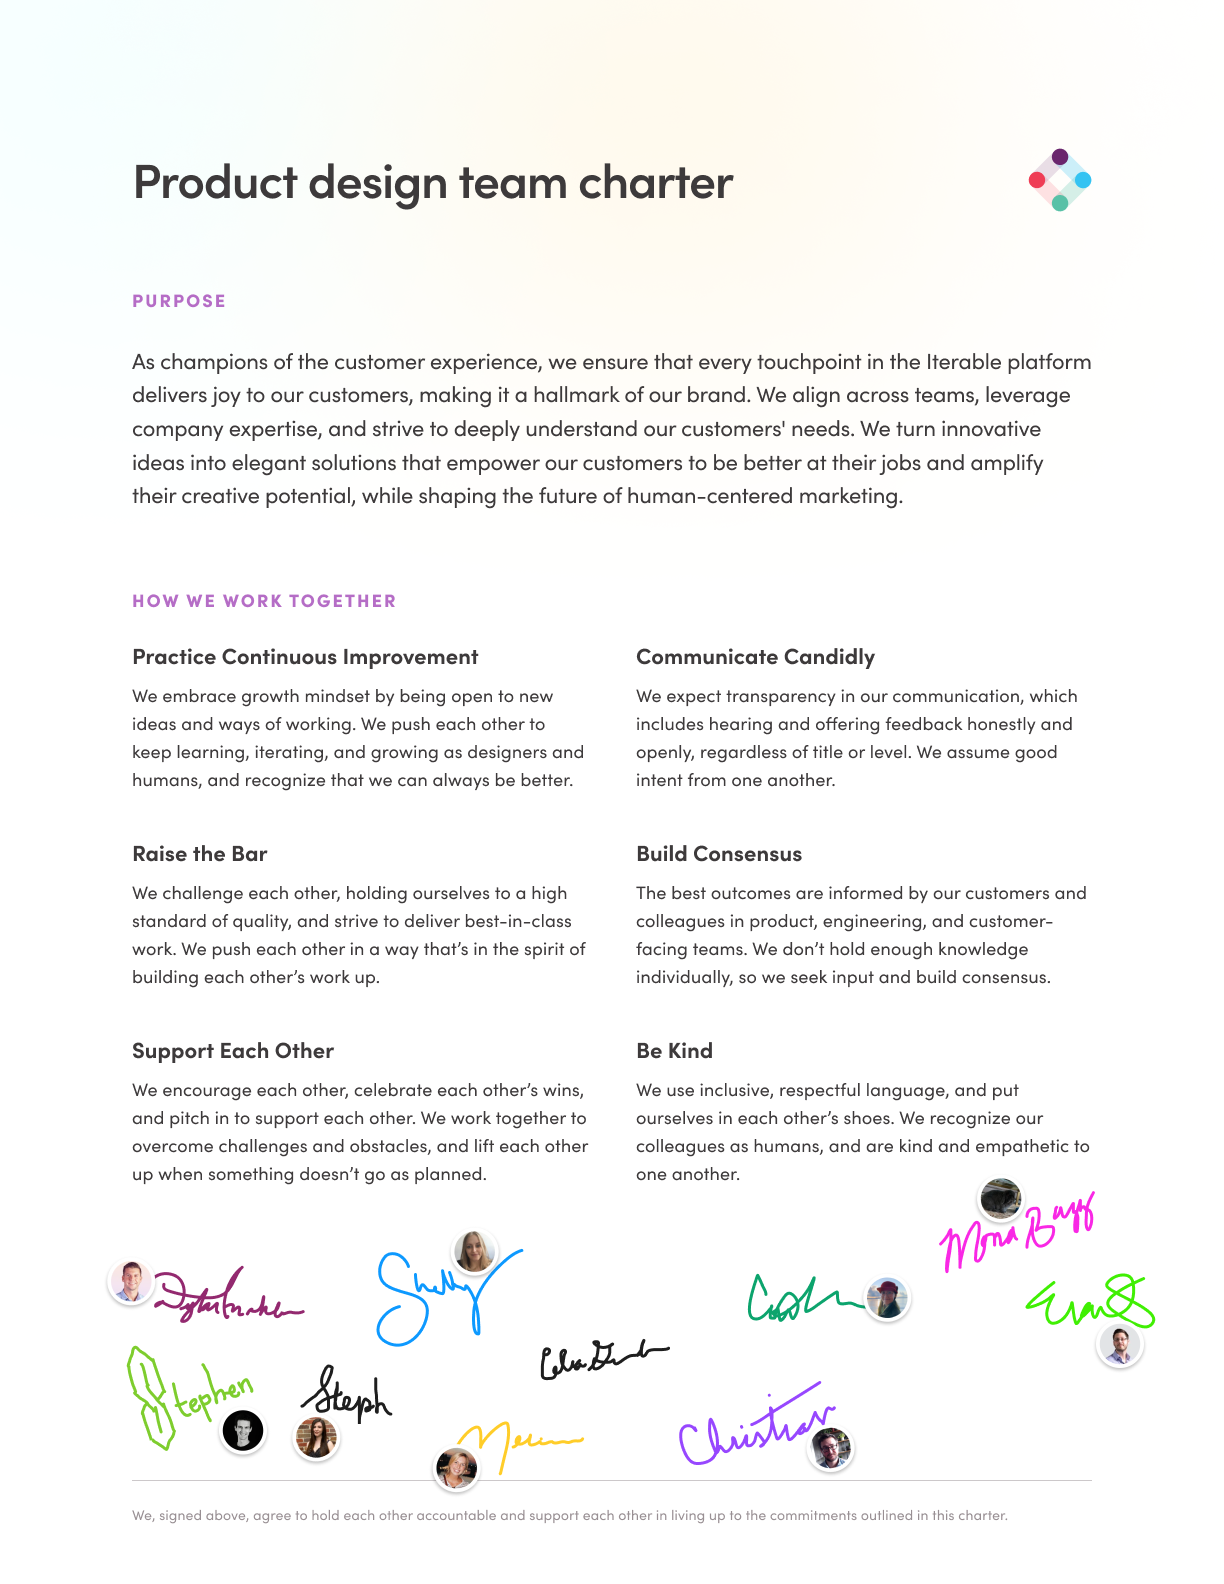 Product design team charter
PURPOSE
As champions of the customer experience, we ensure that every touchpoint in the Iterable platform
delivers joy to our customers, making it a hallmark of our brand. We align across teams, leverage
company expertise, and strive to deeply understand our customers' needs. We turn innovative
ideas into elegant solutions that empower our customers to be better at their jobs and amplify
their creative potential, while shaping the future of human-centered marketing.
HOW WE WORK TOGETHER
Practice Continuous Improvement
We embrace growth mindset by being open to new
ideas and ways of working. We push each other to
keep learning, iterating, and growing as designers and
humans, and recognize that we can always be better.
Communicate Candidly
We expect transparency in our communication, which
includes hearing and offering feedback honestly and
openly, regardless of title or level. We assume good
intent from one another.
Raise the Bar
We challenge each other, holding ourselves to a high
standard of quality, and strive to deliver best-in-class
work. We push each other in a way that’s in the spirit of
building each other’s work up.
Build Consensus
The best outcomes are informed by our customers and
colleagues in product, engineering, and customer-
facing teams. We don’t hold enough knowledge
individually, so we seek input and build consensus.
Support Each Other
We encourage each other, celebrate each other’s wins,
and pitch in to support each other. We work together to
overcome challenges and obstacles, and lift each other
up when something doesn’t go as planned.
Be Kind
We use inclusive, respectful language, and put
ourselves in each other’s shoes. We recognize our
colleagues as humans, and are kind and empathetic to
one another.
Mona
Shelly
Evan
Stephen
Steph
Christian
We, signed above, agree to hold each other accountable and support each other in living up to the commitments outlined in this charter.